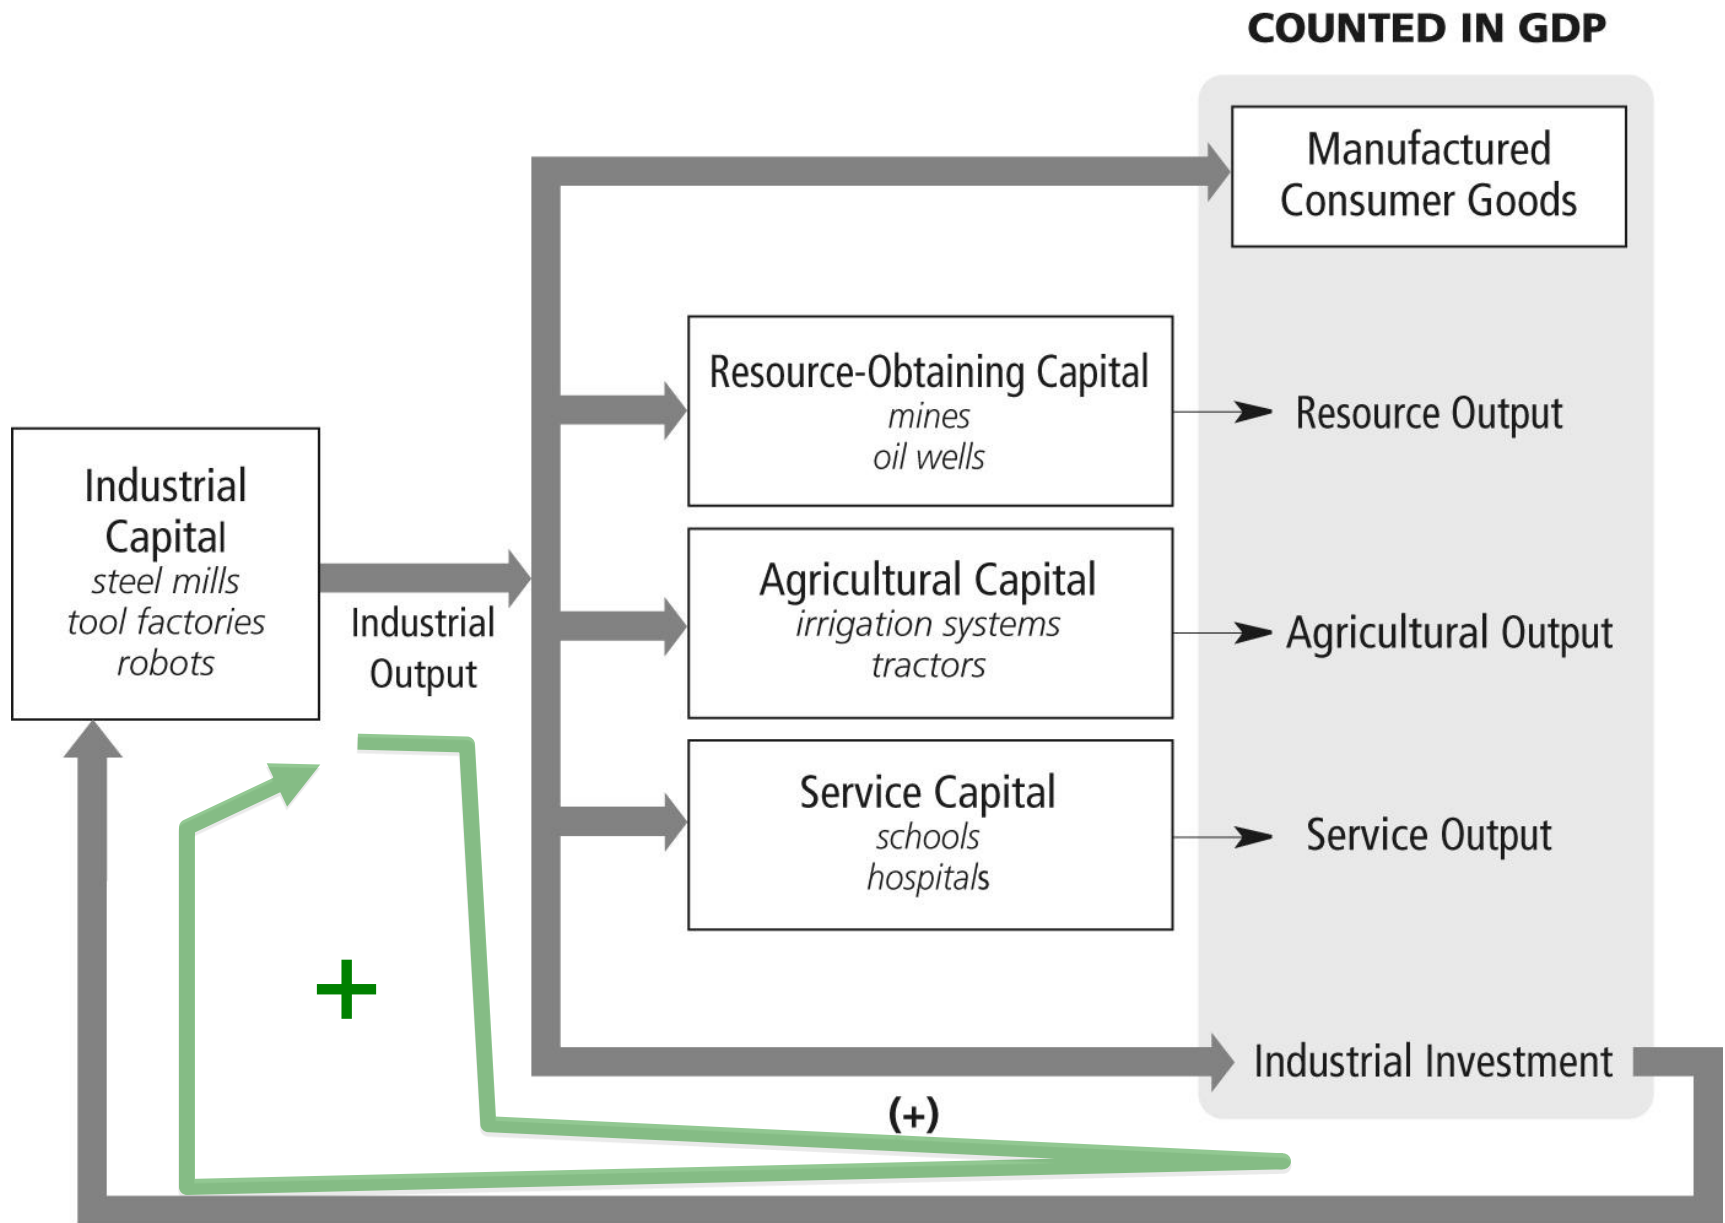 COUNTED IN GDP
Manufactured
Consumer Goods
Resource-Obtaining Capital
mines
oil wells
Resource Output
Industrial
Capital
steel mills
tool factories
robots
Industrial
Output
Agricultural Capital
irrigation systems
tractors
Agricultural Output
Service Capital
schools
hospitals
Service Output
+
Industrial Investment
(+)